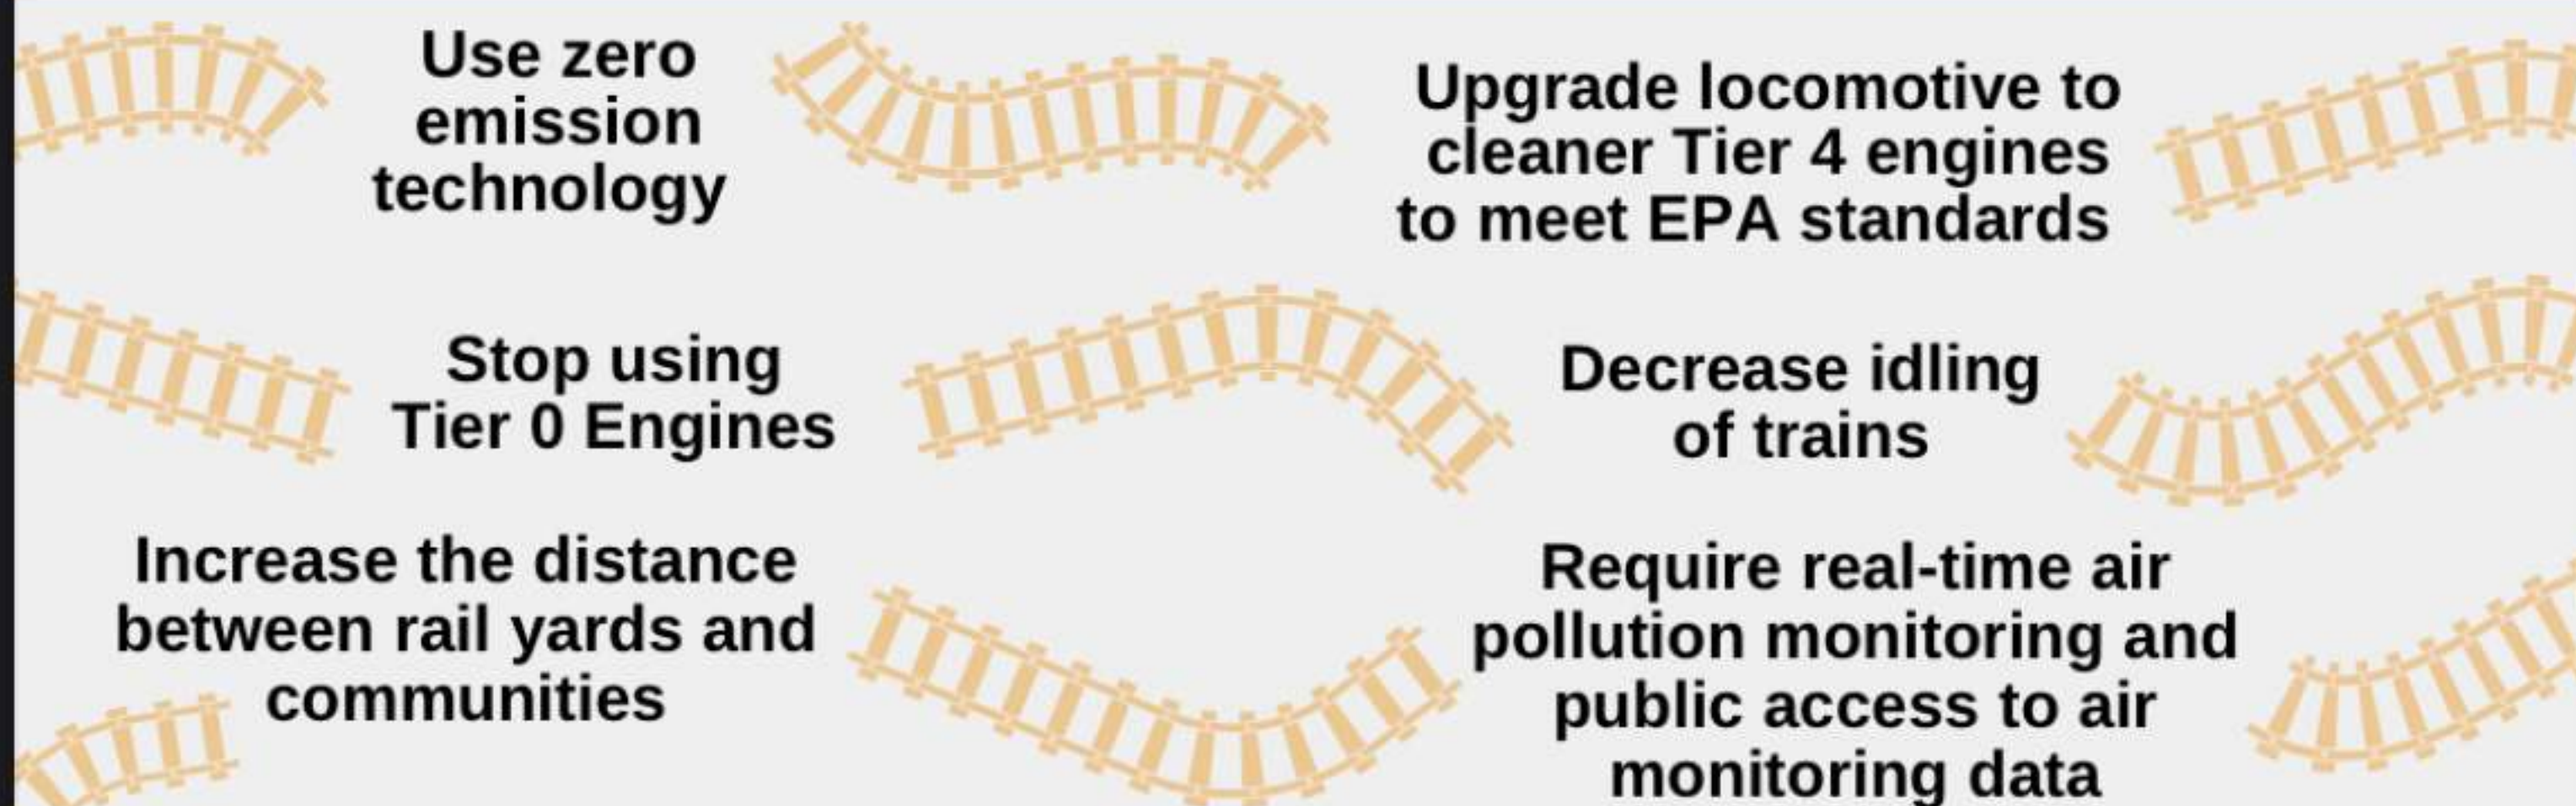 Use zero
emission
technology
Upgrade locomotive to
cleaner Tier 4 engines
to meet EPA standards
Stop using
Tier 0 Engines
Decrease idling
of trains
Increase the distance
between rail yards and
communities
Require real-time air
pollution monitoring and
public access to air
monitoring data